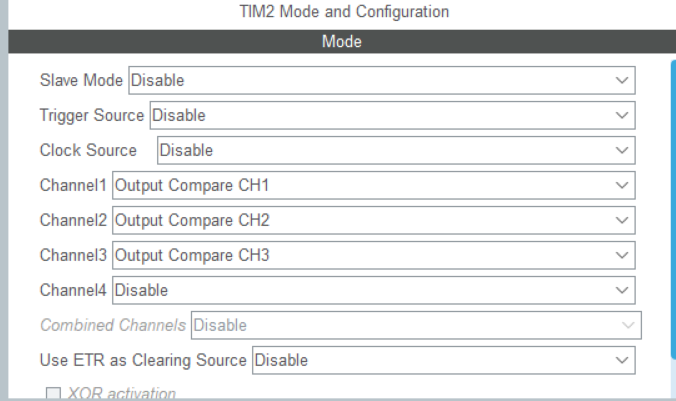 TIM2 Mode and Configuration
Mode
Slave Mode Disable
Trigger Source Disable
Clock Source Disable
Channel1 Output Compare CH1
Channel2 Output Compare CH2
Channel3 Output Compare CH3
Channel4 Disable
Combined Channels Disable
Use ETR as Clearing Source Disable
XOR activation